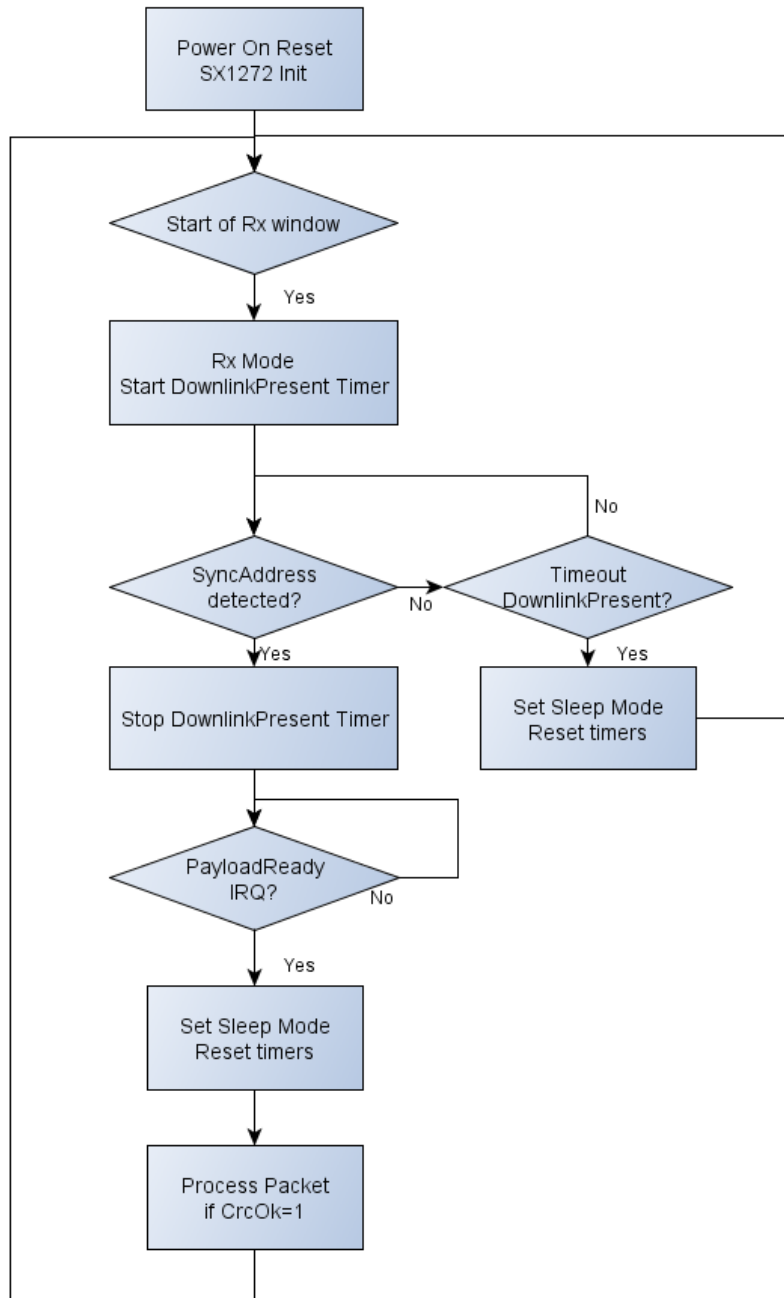 Power On Reset
SX1272 Init
Start of Rx window
Yes
Rx Mode
Start DownlinkPresent Timer
No
SyncAddress
detected?
No
Timeout
DownlinkPresent?
Yes
Yes
Stop DownlinkPresent Timer
Set Sleep Mode
Reset timers
PayloadReady
IRQ?
No
Yes
Set Sleep Mode
Reset timers
Process Packet
if CrcOk=1